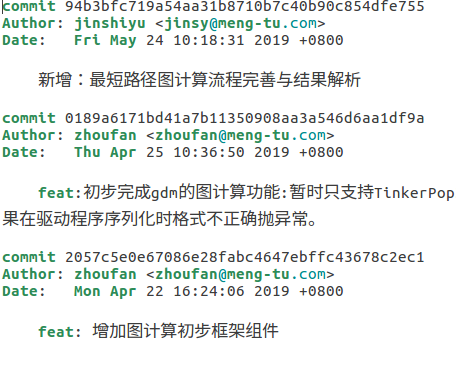 commit 94b3bfc719a54aa31b8710b7c40b90c854dfe755
Author: jinshiyu <jinsy@meng-tu.com>
Date:   Fri May 24 10:18:31 2019 +0800
新增：最短路径图计算流程完善与结果解析
commit 0189a6171bd41a7b11350908aa3a546d6aa1df9a
Author: zhoufan <zhoufan@meng-tu.com>
Date:   Thu Apr 25 10:36:50 2019 +0800
feat:初步完成gdm的图计算功能:暂时只支持TinkerPop
果在驱动程序序列化时格式不正确抛异常。
commit 2057c5e0e67086e28fabc4647ebffc43678c2ec1
Author: zhoufan <zhoufan@meng-tu.com>
Date:   Mon Apr 22 16:24:06 2019 +0800
feat: 增加图计算初步框架组件